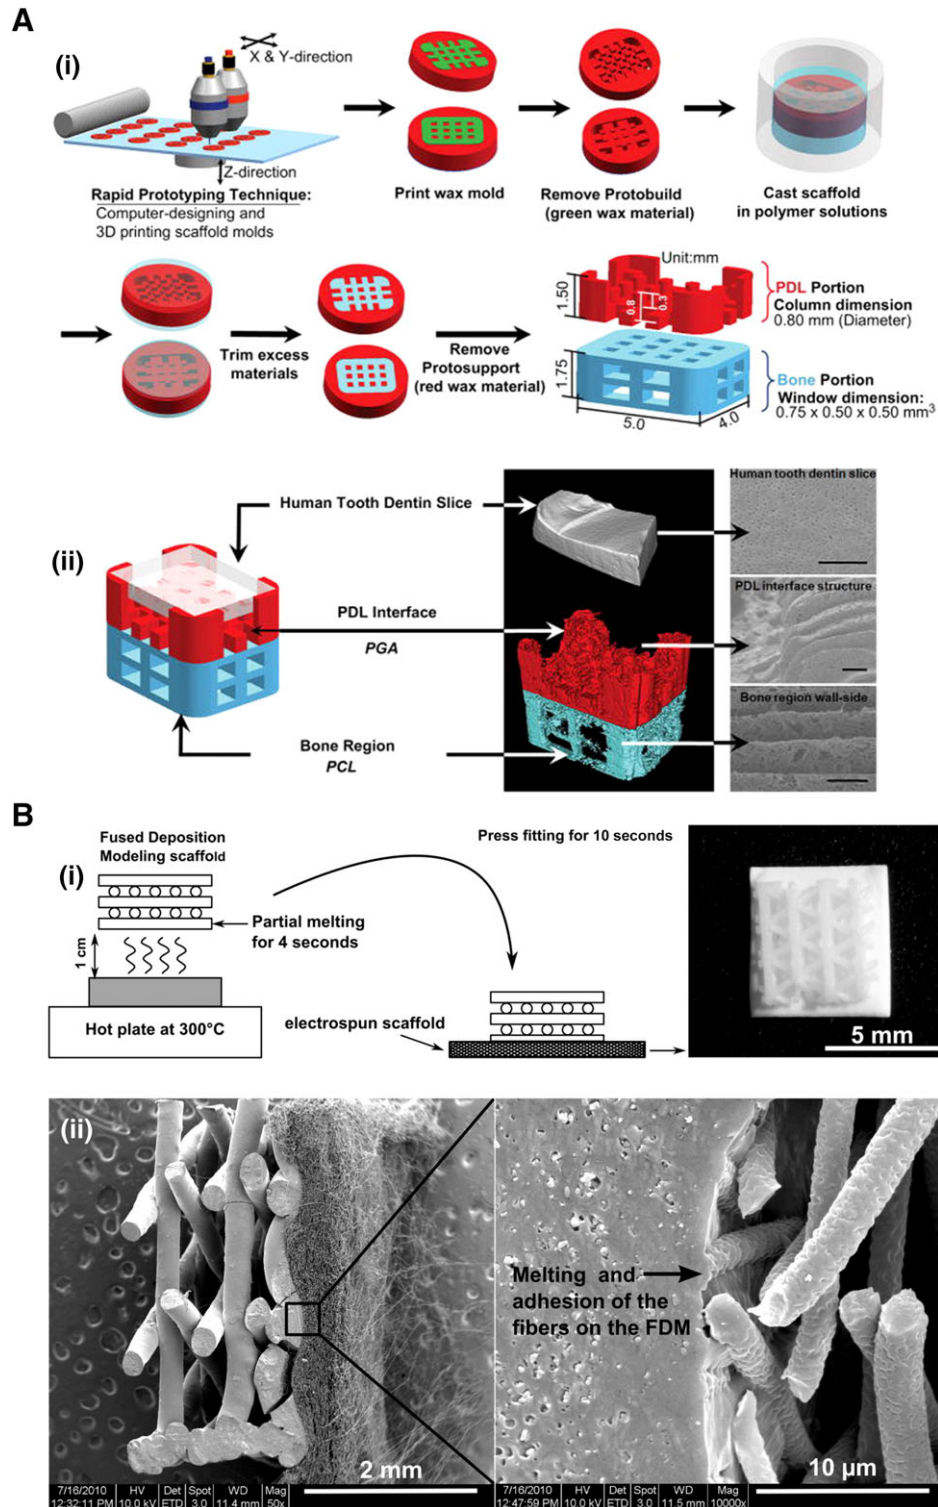 A
(i)
X & Y-direction
Z-direction
Rapid Prototyping Technique:
Computer-designing and
3D printing scaffold molds
Print wax mold
Remove Protobuild
(green wax material)
Cast scaffold
in polymer solutions
Trim excess
materials
Remove
Protosupport
(red wax material)
Unit:mm
1.50
0.8
0.3
1.75
5.0
4.0
PDL Portion
Column dimension
0.80 mm (Diameter)
Bone Portion
Window dimension:
0.75 x 0.50 x 0.50 mm³
(ii)
Human Tooth Dentin Slice
PDL Interface
PGA
Bone Region
PCL
Human tooth dentin slice
PDL interface structure
Bone region wall-side
B
(i)
Fused Deposition
Modeling scaffold
Partial melting
for 4 seconds
1 cm
Hot plate at 300°C
Press fitting for 10 seconds
electrospun scaffold
5 mm
(ii)
2 mm
7/16/2010 HV Det Spot WD Mag
12:32:11 PM 10.0 kV ETD 3.0 11.4 mm 50x
Melting and
adhesion of the
fibers on the FDM
10 µm
7/16/2010 HV Det Spot WD Mag
12:47:59 PM 10.0 kV ETD 3.0 11.5 mm 10000x